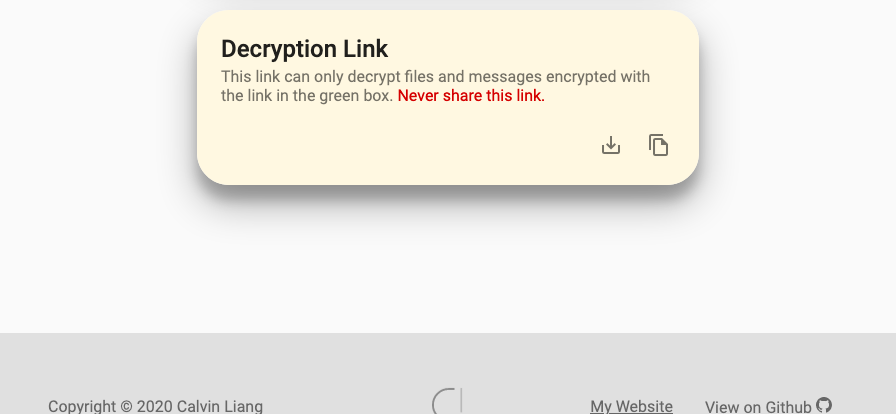 Decryption Link
This link can only decrypt files and messages encrypted with
the link in the green box. Never share this link.
Copyright © 2020 Calvin Liang
My Website
View on Github